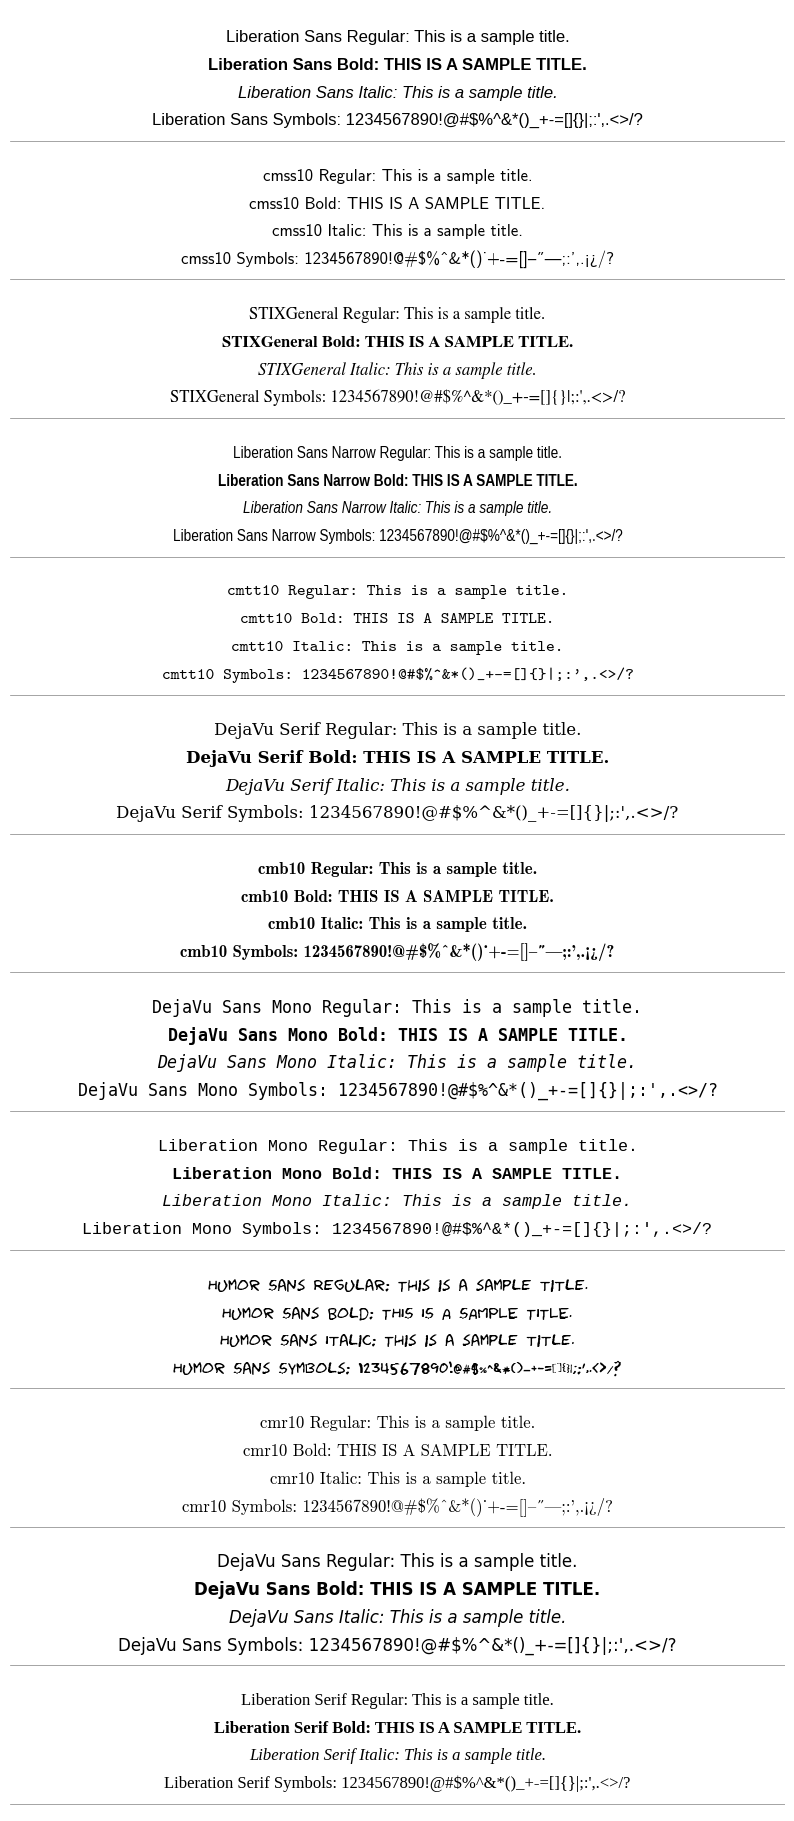 Liberation Sans Regular: This is a sample title.
Liberation Sans Bold: THIS IS A SAMPLE TITLE.
Liberation Sans Italic: This is a sample title.
Liberation Sans Symbols: 1234567890!@#$%^&*()_+-=[]{}|;:',.<>/?
cmss10 Regular: This is a sample title.
cmss10 Bold: THIS IS A SAMPLE TITLE.
cmss10 Italic: This is a sample title.
cmss10 Symbols: 1234567890!@#$%ˆ&*()˙+-=[]–˝—;:’,.¡¿/?
STIXGeneral Regular: This is a sample title.
STIXGeneral Bold: THIS IS A SAMPLE TITLE.
STIXGeneral Italic: This is a sample title.
STIXGeneral Symbols: 1234567890!@#$%^&*()_+-=[]{}|;:',.<>/?
Liberation Sans Narrow Regular: This is a sample title.
Liberation Sans Narrow Bold: THIS IS A SAMPLE TITLE.
Liberation Sans Narrow Italic: This is a sample title.
Liberation Sans Narrow Symbols: 1234567890!@#$%^&*()_+-=[]{}|;:',.<>/?
cmtt10 Regular: This is a sample title.
cmtt10 Bold: THIS IS A SAMPLE TITLE.
cmtt10 Italic: This is a sample title.
cmtt10 Symbols: 1234567890!@#$%^&*()_+-=[]{}|;:’,.<>/?
DejaVu Serif Regular: This is a sample title.
DejaVu Serif Bold: THIS IS A SAMPLE TITLE.
DejaVu Serif Italic: This is a sample title.
DejaVu Serif Symbols: 1234567890!@#$%^&*()_+-=[]{}|;:',.<>/?
cmb10 Regular: This is a sample title.
cmb10 Bold: THIS IS A SAMPLE TITLE.
cmb10 Italic: This is a sample title.
cmb10 Symbols: 1234567890!@#$%ˆ&*()˙+-=[]–˝—;:’,.¡¿/?
DejaVu Sans Mono Regular: This is a sample title.
DejaVu Sans Mono Bold: THIS IS A SAMPLE TITLE.
DejaVu Sans Mono Italic: This is a sample title.
DejaVu Sans Mono Symbols: 1234567890!@#$%^&*()_+-=[]{}|;:',.<>/?
Liberation Mono Regular: This is a sample title.
Liberation Mono Bold: THIS IS A SAMPLE TITLE.
Liberation Mono Italic: This is a sample title.
Liberation Mono Symbols: 1234567890!@#$%^&*()_+-=[]{}|;:',.<>/?
HUMOR SANS REGULAR: THIS IS A SAMPLE TITLE.
HUMOR SANS BOLD: THIS IS A SAMPLE TITLE.
HUMOR SANS ITALIC: THIS IS A SAMPLE TITLE.
HUMOR SANS SYMBOLS: 1234567890!@#$%^&*()_+-=[]{}|;:',.<>/?
cmr10 Regular: This is a sample title.
cmr10 Bold: THIS IS A SAMPLE TITLE.
cmr10 Italic: This is a sample title.
cmr10 Symbols: 1234567890!@#$%ˆ&*()˙+-=[]–˝—;:’,.¡¿/?
DejaVu Sans Regular: This is a sample title.
DejaVu Sans Bold: THIS IS A SAMPLE TITLE.
DejaVu Sans Italic: This is a sample title.
DejaVu Sans Symbols: 1234567890!@#$%^&*()_+-=[]{}|;:',.<>/?
Liberation Serif Regular: This is a sample title.
Liberation Serif Bold: THIS IS A SAMPLE TITLE.
Liberation Serif Italic: This is a sample title.
Liberation Serif Symbols: 1234567890!@#$%^&*()_+-=[]{}|;:',.<>/?